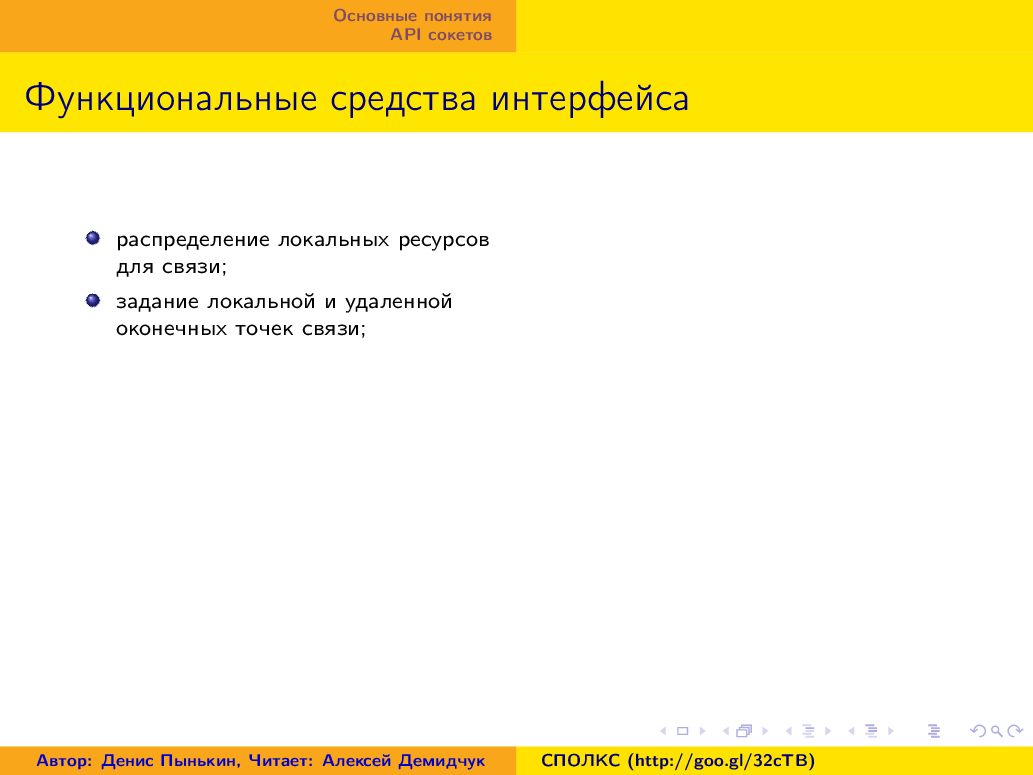 Основные понятия
API сокетов
Функциональные средства интерфейса
распределение локальных ресурсов
для связи;
задание локальной и удаленной
оконечных точек связи;
Автор: Денис Пынькин, Читает: Алексей Демидчук
СПОЛКС (http://goo.gl/32cTB)